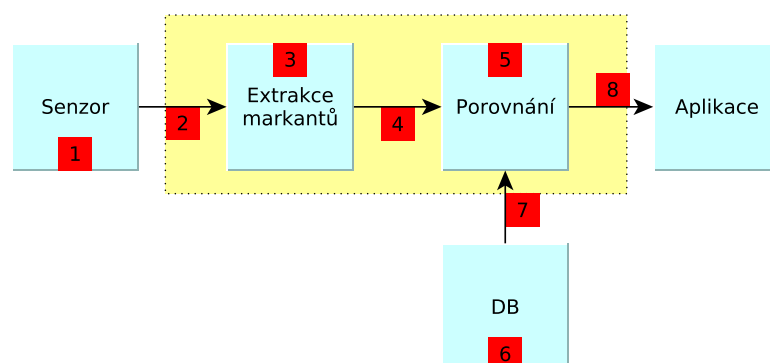 3
5
8
Senzor
Extrakce
markantů
Porovnání
Aplikace
2
4
1
7
DB
6